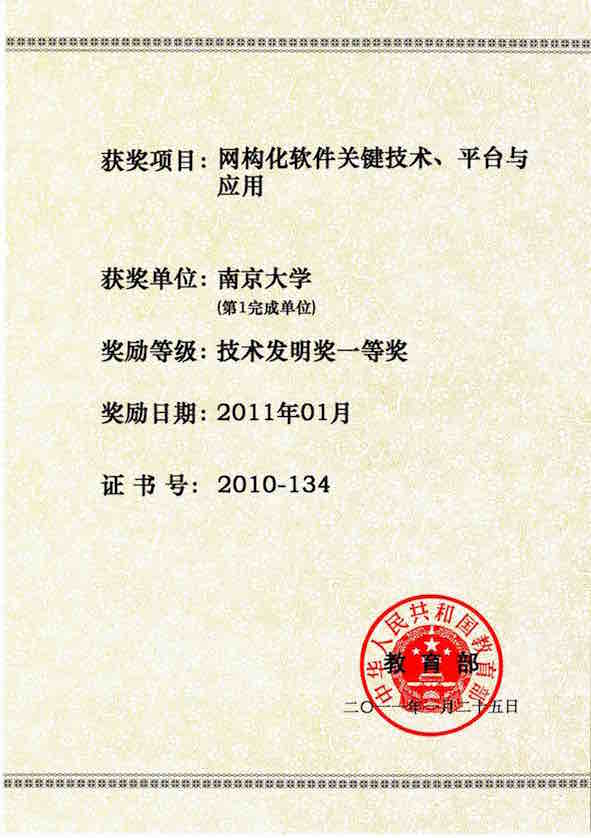 获奖项目：网构化软件关键技术、平台与
应用
获奖单位：南京大学
(第1完成单位)
奖励等级：技术发明奖一等奖
奖励日期：2011年01月
证书号：2010-134
中华人民共和国教育部
教育部
二〇一一年一月二十五日